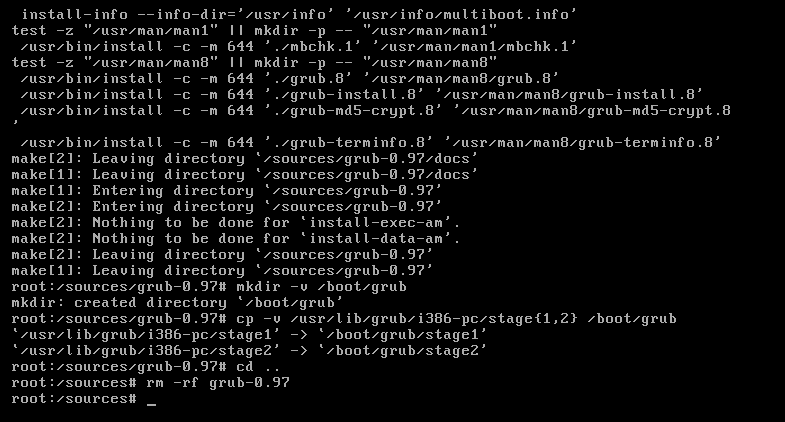 install-info --info-dir='/usr/info' '/usr/info/multiboot.info'
test -z "/usr/man/man1" || mkdir -p -- "/usr/man/man1"
/usr/bin/install -c -m 644 './mbchk.1' '/usr/man/man1/mbchk.1'
test -z "/usr/man/man8" || mkdir -p -- "/usr/man/man8"
/usr/bin/install -c -m 644 './grub.8' '/usr/man/man8/grub.8'
/usr/bin/install -c -m 644 './grub-install.8' '/usr/man/man8/grub-install.8'
/usr/bin/install -c -m 644 './grub-md5-crypt.8' '/usr/man/man8/grub-md5-crypt.8
'
/usr/bin/install -c -m 644 './grub-terminfo.8' '/usr/man/man8/grub-terminfo.8'
make[2]: Leaving directory `/sources/grub-0.97/docs'
make[1]: Leaving directory `/sources/grub-0.97/docs'
make[1]: Entering directory `/sources/grub-0.97'
make[2]: Entering directory `/sources/grub-0.97'
make[2]: Nothing to be done for `install-exec-am'.
make[2]: Nothing to be done for `install-data-am'.
make[2]: Leaving directory `/sources/grub-0.97'
make[1]: Leaving directory `/sources/grub-0.97'
root:/sources/grub-0.97# mkdir -v /boot/grub
mkdir: created directory `/boot/grub'
root:/sources/grub-0.97# cp -v /usr/lib/grub/i386-pc/stage{1,2} /boot/grub
`/usr/lib/grub/i386-pc/stage1' -> `/boot/grub/stage1'
`/usr/lib/grub/i386-pc/stage2' -> `/boot/grub/stage2'
root:/sources/grub-0.97# cd ..
root:/sources# rm -rf grub-0.97
root:/sources# _